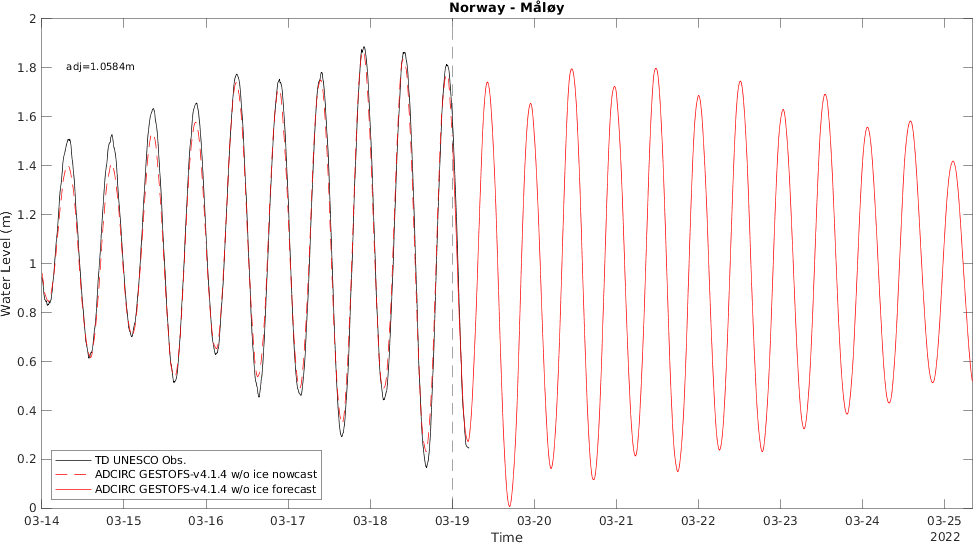 Norway - Måløy
adj=1.0584m
2
1.8
1.6
1.4
1.2
1
0.8
0.6
0.4
0.2
0
Water Level (m)
TD UNESCO Obs.
ADCIRC GESTOFS-v4.1.4 w/o ice nowcast
ADCIRC GESTOFS-v4.1.4 w/o ice forecast
03-14 03-15 03-16 03-17 03-18 03-19 03-20 03-21 03-22 03-23 03-24 03-25
Time
2022